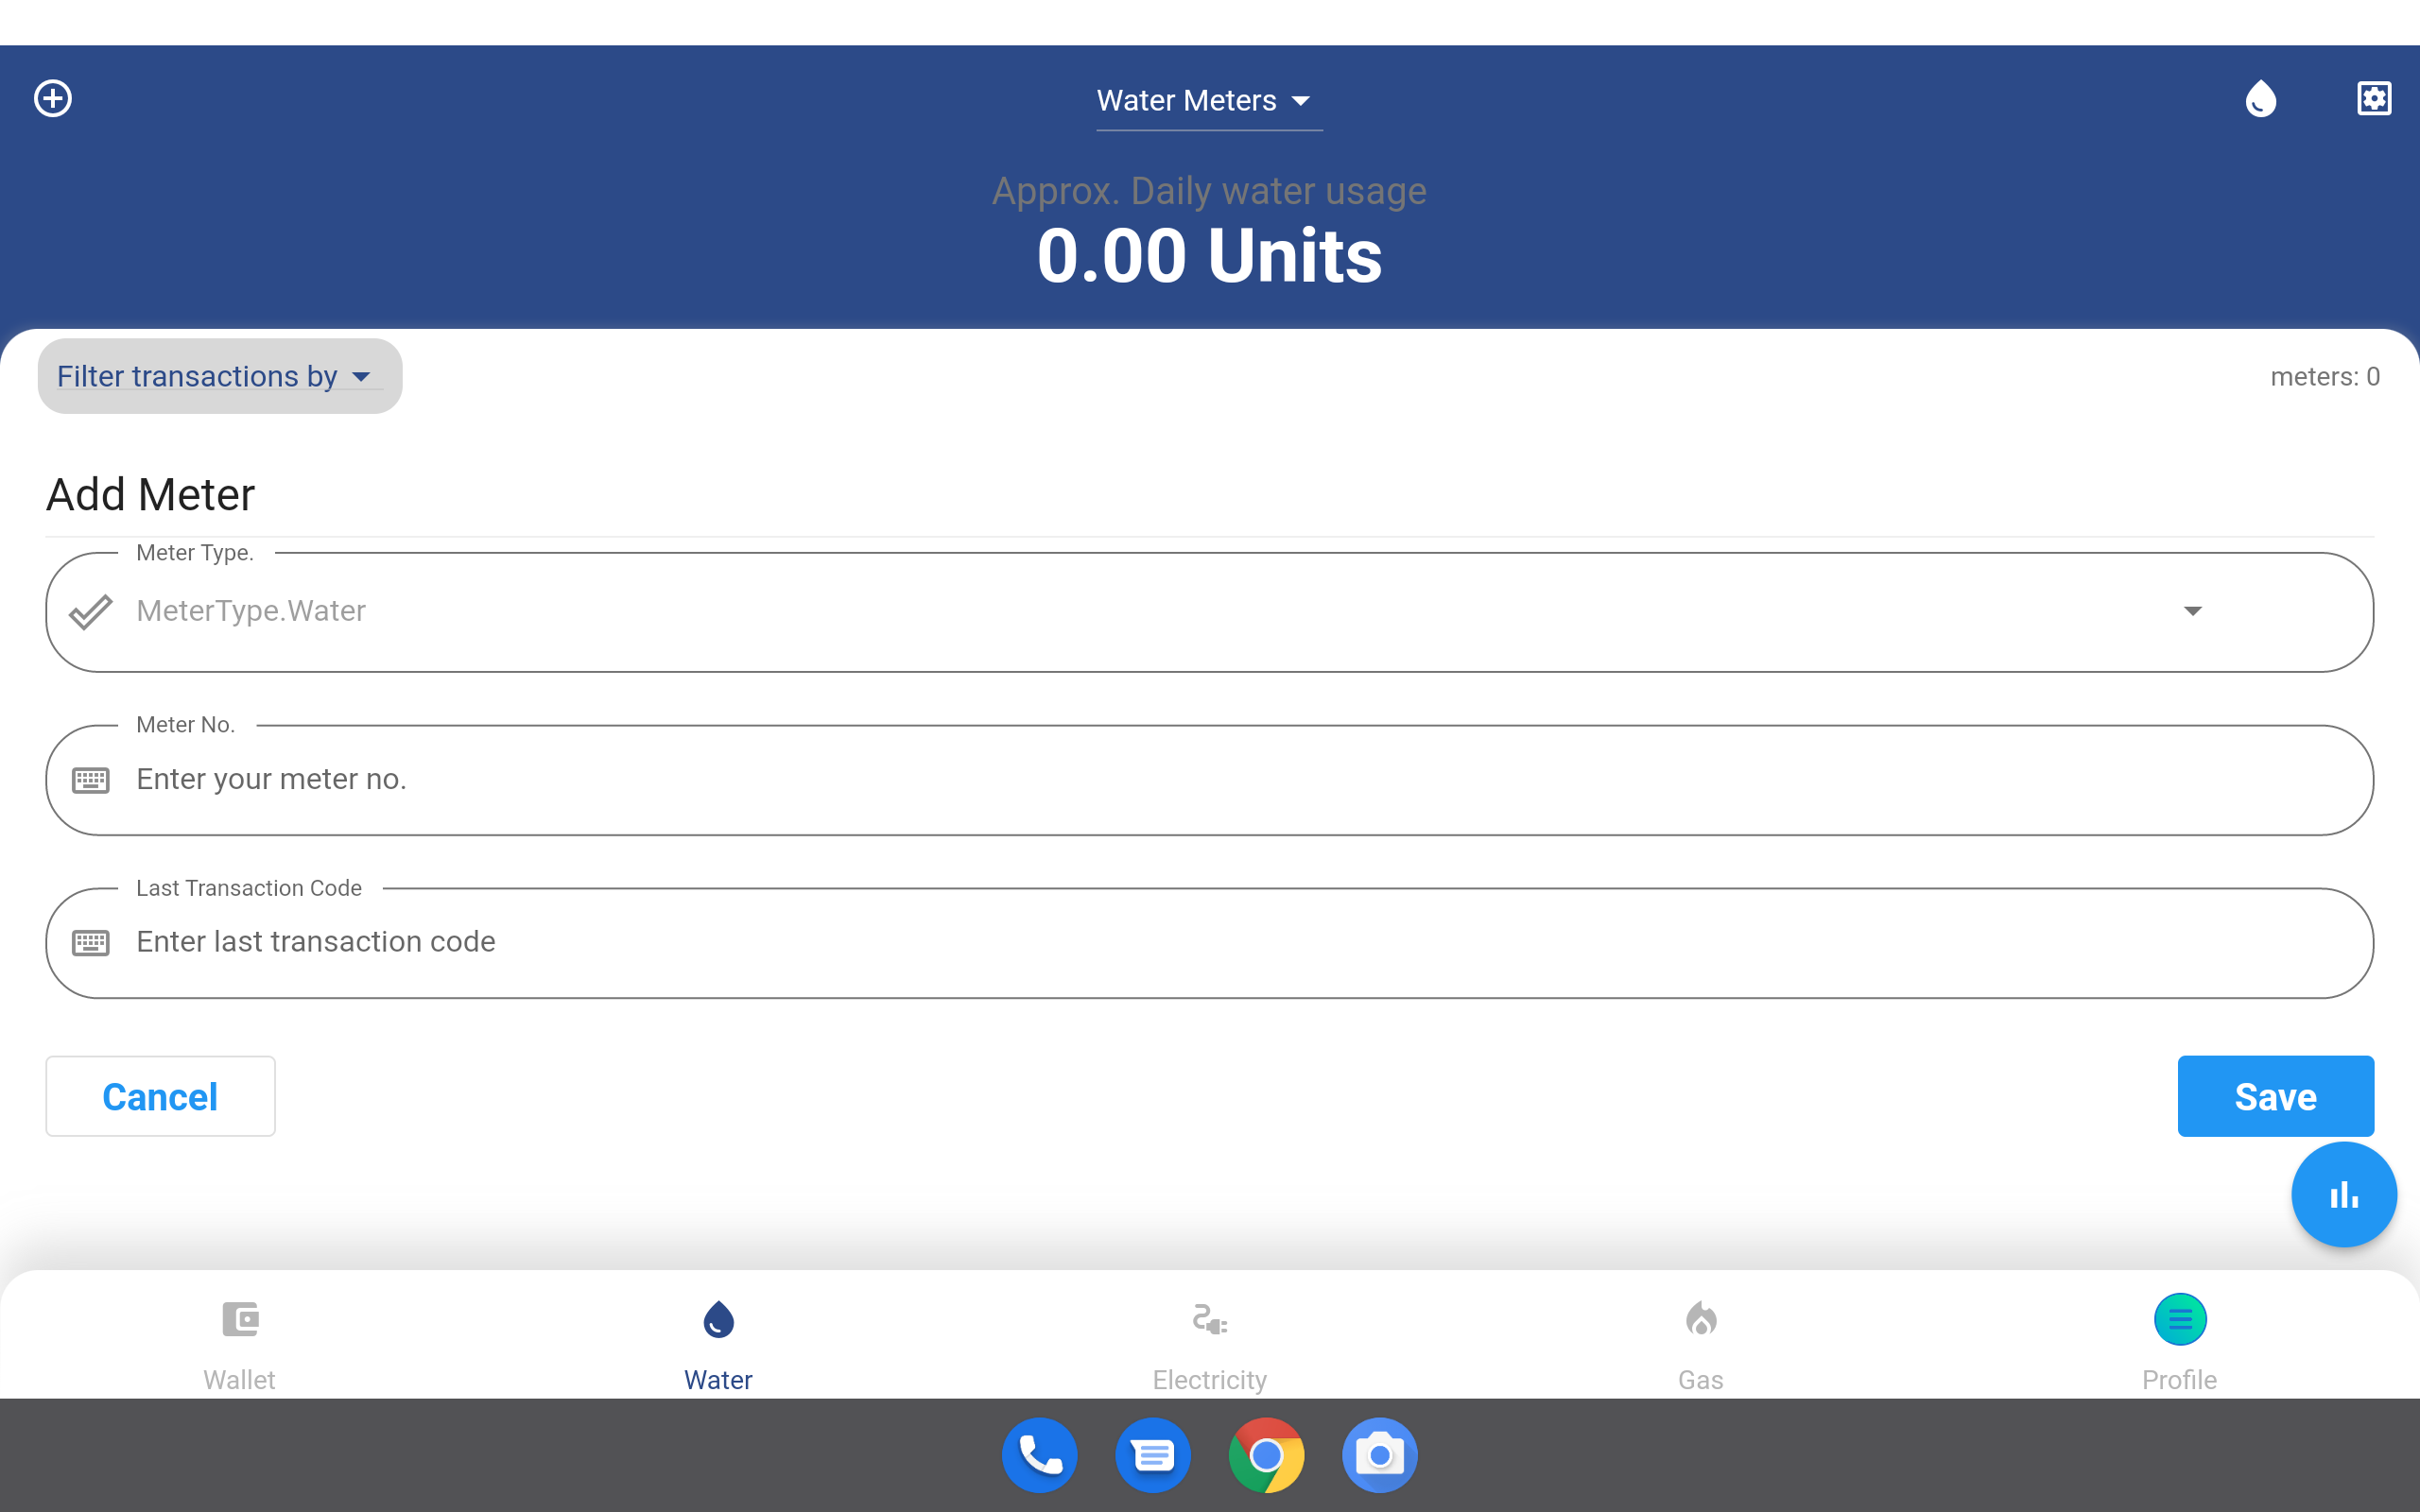 Water Meters
Approx. Daily water usage
0.00 Units
Filter transactions by
meters: 0
Add Meter
Meter Type.
MeterType.Water
Meter No.
Enter your meter no.
Last Transaction Code
Enter last transaction code
Cancel
Save
Wallet
Water
Electricity
Gas
Profile